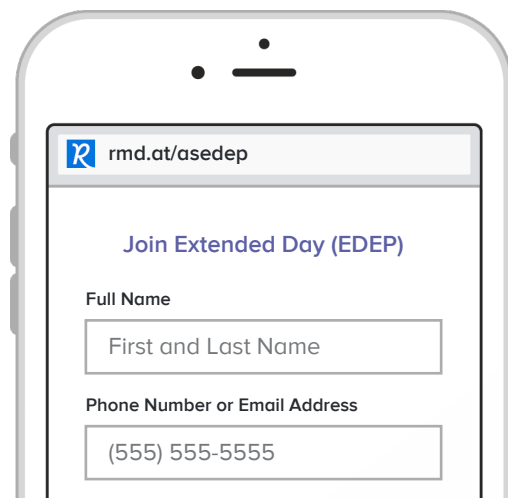 rmd.at/asedep
Join Extended Day (EDEP)
Full Name
First and Last Name
Phone Number or Email Address
(555) 555-5555